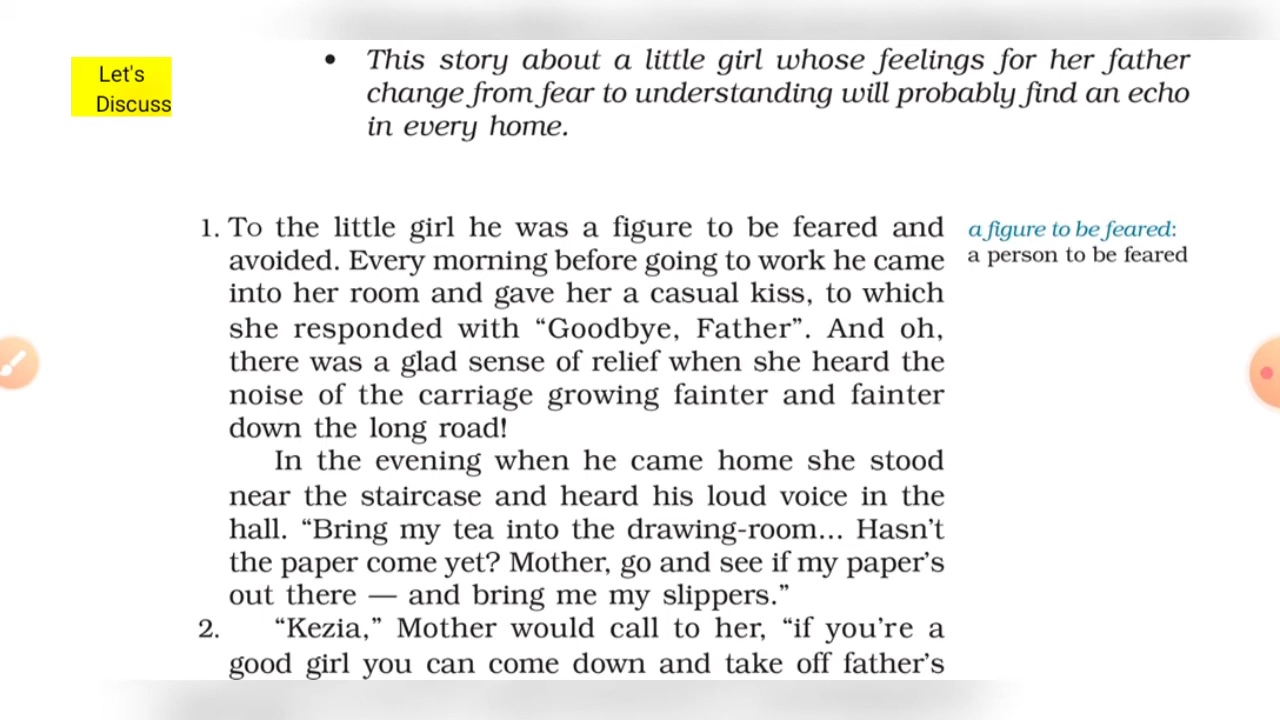 Let's
Discuss
• This story about a little girl whose feelings for her father
change from fear to understanding will probably find an echo
in every home.
1. To the little girl he was a figure to be feared and
avoided. Every morning before going to work he came
into her room and gave her a casual kiss, to which
she responded with “Goodbye, Father”. And oh,
there was a glad sense of relief when she heard the
noise of the carriage growing fainter and fainter
down the long road!
In the evening when he came home she stood
near the staircase and heard his loud voice in the
hall. “Bring my tea into the drawing-room... Hasn’t
the paper come yet? Mother, go and see if my paper’s
out there — and bring me my slippers.”
2. “Kezia,” Mother would call to her, “if you’re a
good girl you can come down and take off father’s
a figure to be feared:
a person to be feared